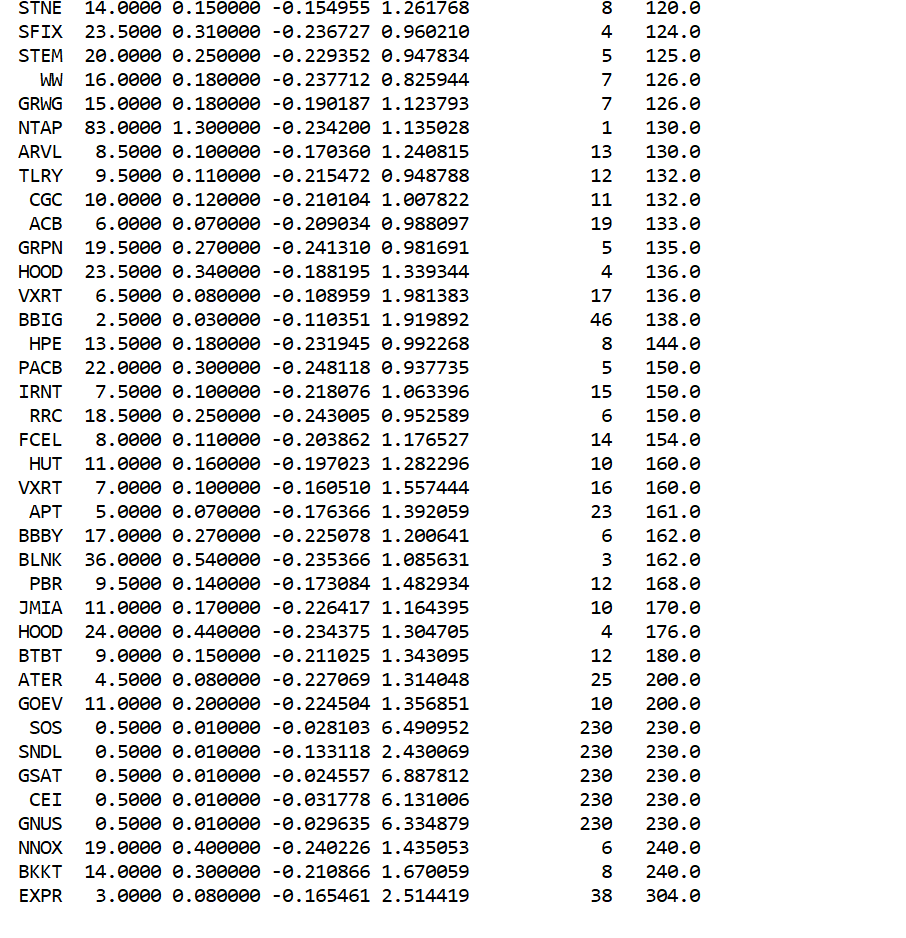 STNE 14.0000 0.150000 -0.154955 1.261768 8 120.0
SFIX 23.5000 0.310000 -0.236727 0.960210 4 124.0
STEM 20.0000 0.250000 -0.229352 0.947834 5 125.0
WW 16.0000 0.180000 -0.237712 0.825944 7 126.0
GRWG 15.0000 0.180000 -0.190187 1.123793 7 126.0
NTAP 83.0000 1.300000 -0.234200 1.135028 1 130.0
ARVL 8.5000 0.100000 -0.170360 1.240815 13 130.0
TLRY 9.5000 0.110000 -0.215472 0.948788 12 132.0
CGC 10.0000 0.120000 -0.210104 1.007822 11 132.0
ACB 6.0000 0.070000 -0.209034 0.988097 19 133.0
GRPN 19.5000 0.270000 -0.241310 0.981691 5 135.0
HOOD 23.5000 0.340000 -0.188195 1.339344 4 136.0
VXRT 6.5000 0.080000 -0.108959 1.981383 17 136.0
BBIG 2.5000 0.030000 -0.110351 1.919892 46 138.0
HPE 13.5000 0.180000 -0.231945 0.992268 8 144.0
PACB 22.0000 0.300000 -0.248118 0.937735 5 150.0
IRNT 7.5000 0.100000 -0.218076 1.063396 15 150.0
RRC 18.5000 0.250000 -0.243005 0.952589 6 150.0
FCEL 8.0000 0.110000 -0.203862 1.176527 14 154.0
HUT 11.0000 0.160000 -0.197023 1.282296 10 160.0
VXRT 7.0000 0.100000 -0.160510 1.557444 16 160.0
APT 5.0000 0.070000 -0.176366 1.392059 23 161.0
BBBY 17.0000 0.270000 -0.225078 1.200641 6 162.0
BLNK 36.0000 0.540000 -0.235366 1.085631 3 162.0
PBR 9.5000 0.140000 -0.173084 1.482934 12 168.0
JMIA 11.0000 0.170000 -0.226417 1.164395 10 170.0
HOOD 24.0000 0.440000 -0.234375 1.304705 4 176.0
BTBT 9.0000 0.150000 -0.211025 1.343095 12 180.0
ATER 4.5000 0.080000 -0.227069 1.314048 25 200.0
GOEV 11.0000 0.200000 -0.224504 1.356851 10 200.0
SOS 0.5000 0.010000 -0.028103 6.490952 230 230.0
SNDL 0.5000 0.010000 -0.133118 2.430069 230 230.0
GSAT 0.5000 0.010000 -0.024557 6.887812 230 230.0
CEI 0.5000 0.010000 -0.031778 6.131006 230 230.0
GNUS 0.5000 0.010000 -0.029635 6.334879 230 230.0
NNOX 19.0000 0.400000 -0.240226 1.435053 6 240.0
BKKT 14.0000 0.300000 -0.210866 1.670059 8 240.0
EXPR 3.0000 0.080000 -0.165461 2.514419 38 304.0